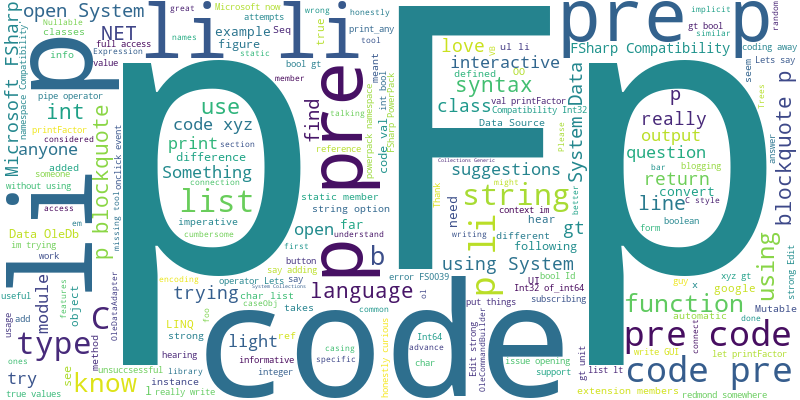 open System
great
Microsoft now
attempts
wrong
honestly
implicit
random
Nullable
classes
NET
li li
names
example
figure
Seq
true
print_any
tool
pre p
gt bool
similar
coding away
info
Expression
value
full access
static
bool gt
member
meant
love
ul li
vs
FSharp Compatibility
Lets say
Microsoft FSharp
namespace Compatibility
p
pipe operator
int
printFactor
considered
anyone
added
someone
without using
p blockquote
access
em
Data OleDb
im trying
work
li
missing tool
onclick event
p
use
code xyz
print
section
difference
Something
connection
list
imperative
cumbersome
find
pre
p
talking
reference
static member
string option
open
far
first
understand
button
b
say adding
powerpack namespace
code val
int bool
FSharp PowerPack
F
interactive
defined
oo
syntax
class
val printFactor
Compatibility Int32
Data Source
System Data
Please
Collections Generic
suggestions
might
Thank
string
need
context im
hear
writing
different
following
gt
better
li
p
using System
p
p
really
output
question
bar
blogging
return
convert
line
C style
boolean
form
seem
Trees
answer
blockquote p
encoding
operator Lets
say
error FS0039
bool Id
UI
xyz gt
x
google
guy
using
strong Edit
useful
usage
add
module
features
object
C
OleDbDataAdapter
trying
System Collections
char list
caseObj
takes
language
ol
common
Int32 of_int64
put things
subscribing
function
automatic
done
Mutable
type
method
LINQ
strong
foo
code
light
ref
hearing
informative
casing
specific
integer
honestly curious
Int64
advance
char
Edit strong
OleCommandBuilder
issue opening
support
pre code
write GUI
connect
let printFactor
code pre
gt unit
list lt
ones
try
true values
see
know
unsuccsessful
library
instance
l
really write
extension members
redmond somewhere